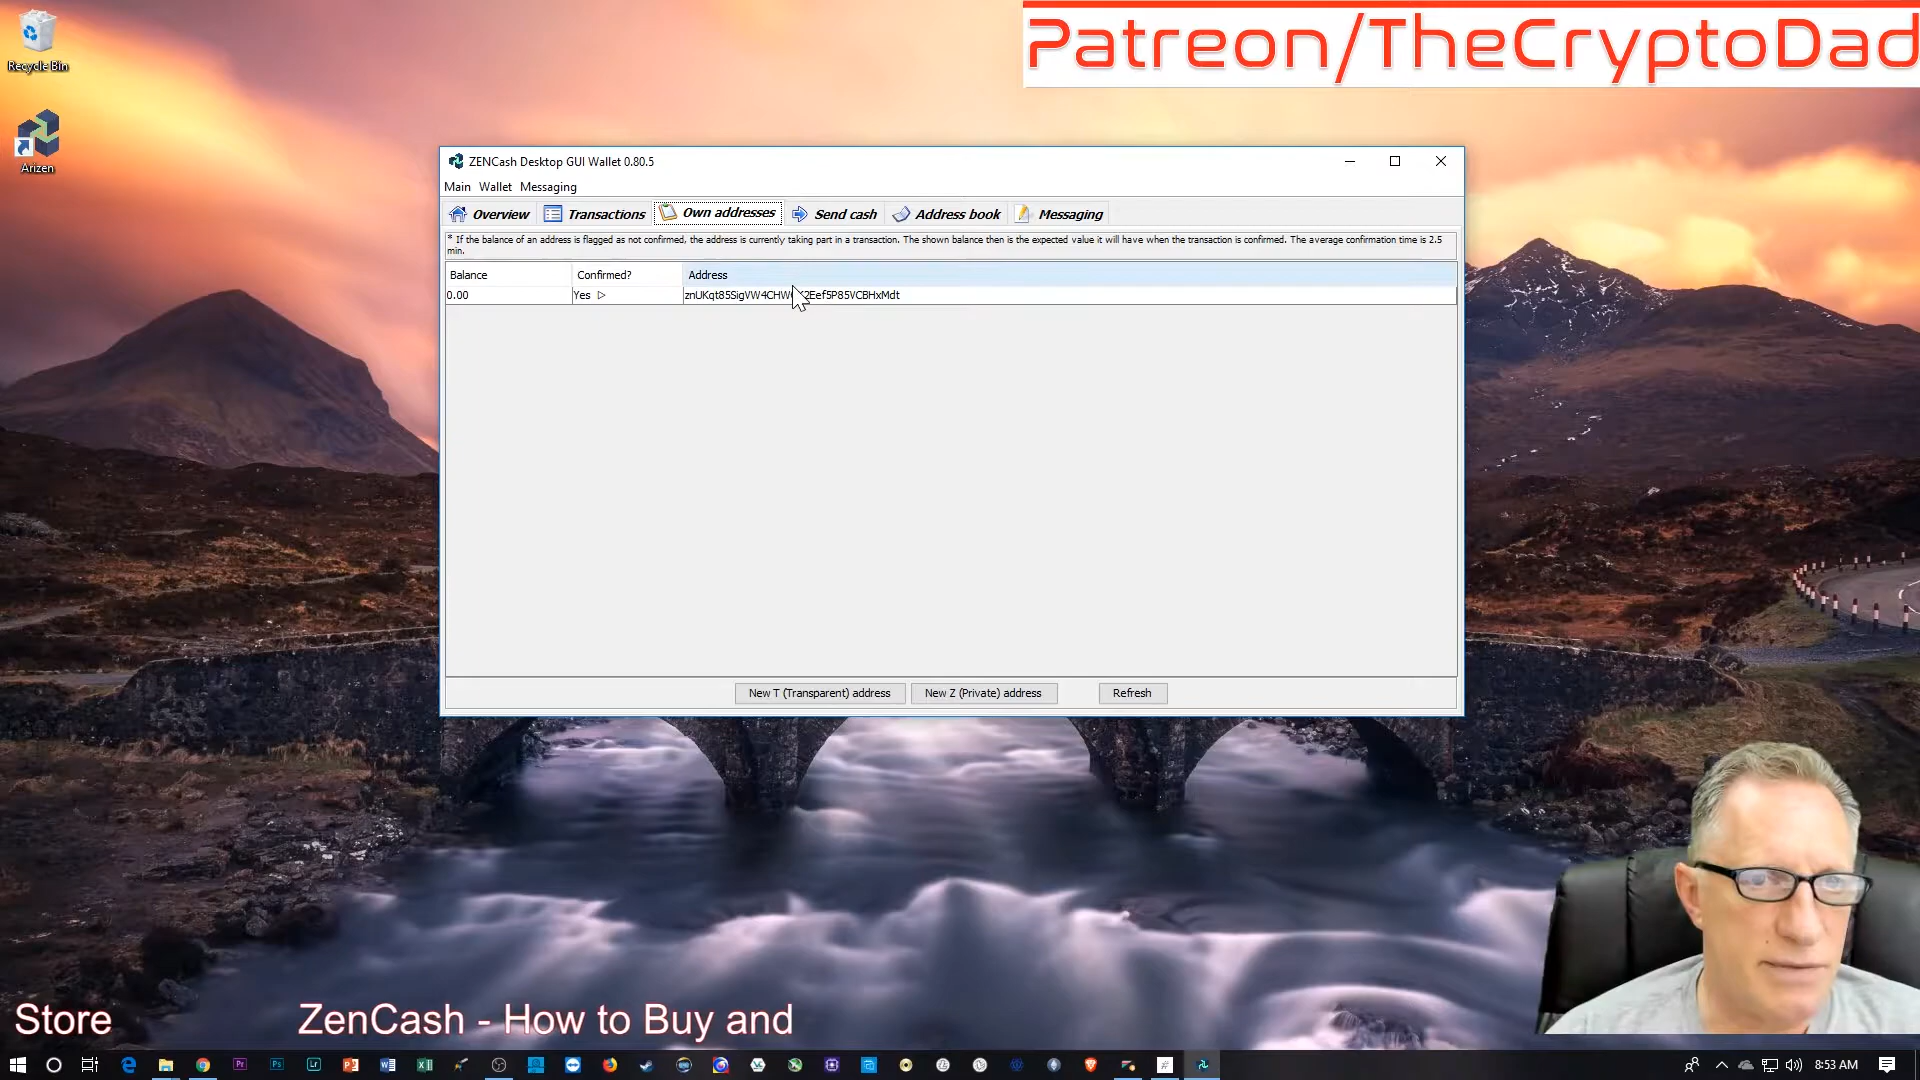 Patreon/TheCryptoDad
Recycle Bin
Arizen
ZENCash Desktop GUI Wallet 0.80.5
Main Wallet Messaging
Overview Transactions Own addresses Send cash Address book Messaging
* If the balance of an address is flagged as not confirmed, the address is currently taking part in a transaction. The shown balance then is the expected value it will have when the transaction is confirmed. The average confirmation time is 2.5
min.
Balance Confirmed? Address
0.00 Yes
New T (Transparent) address New Z (Private) address Refresh
Store ZenCash - How to Buy and
8:53 AM